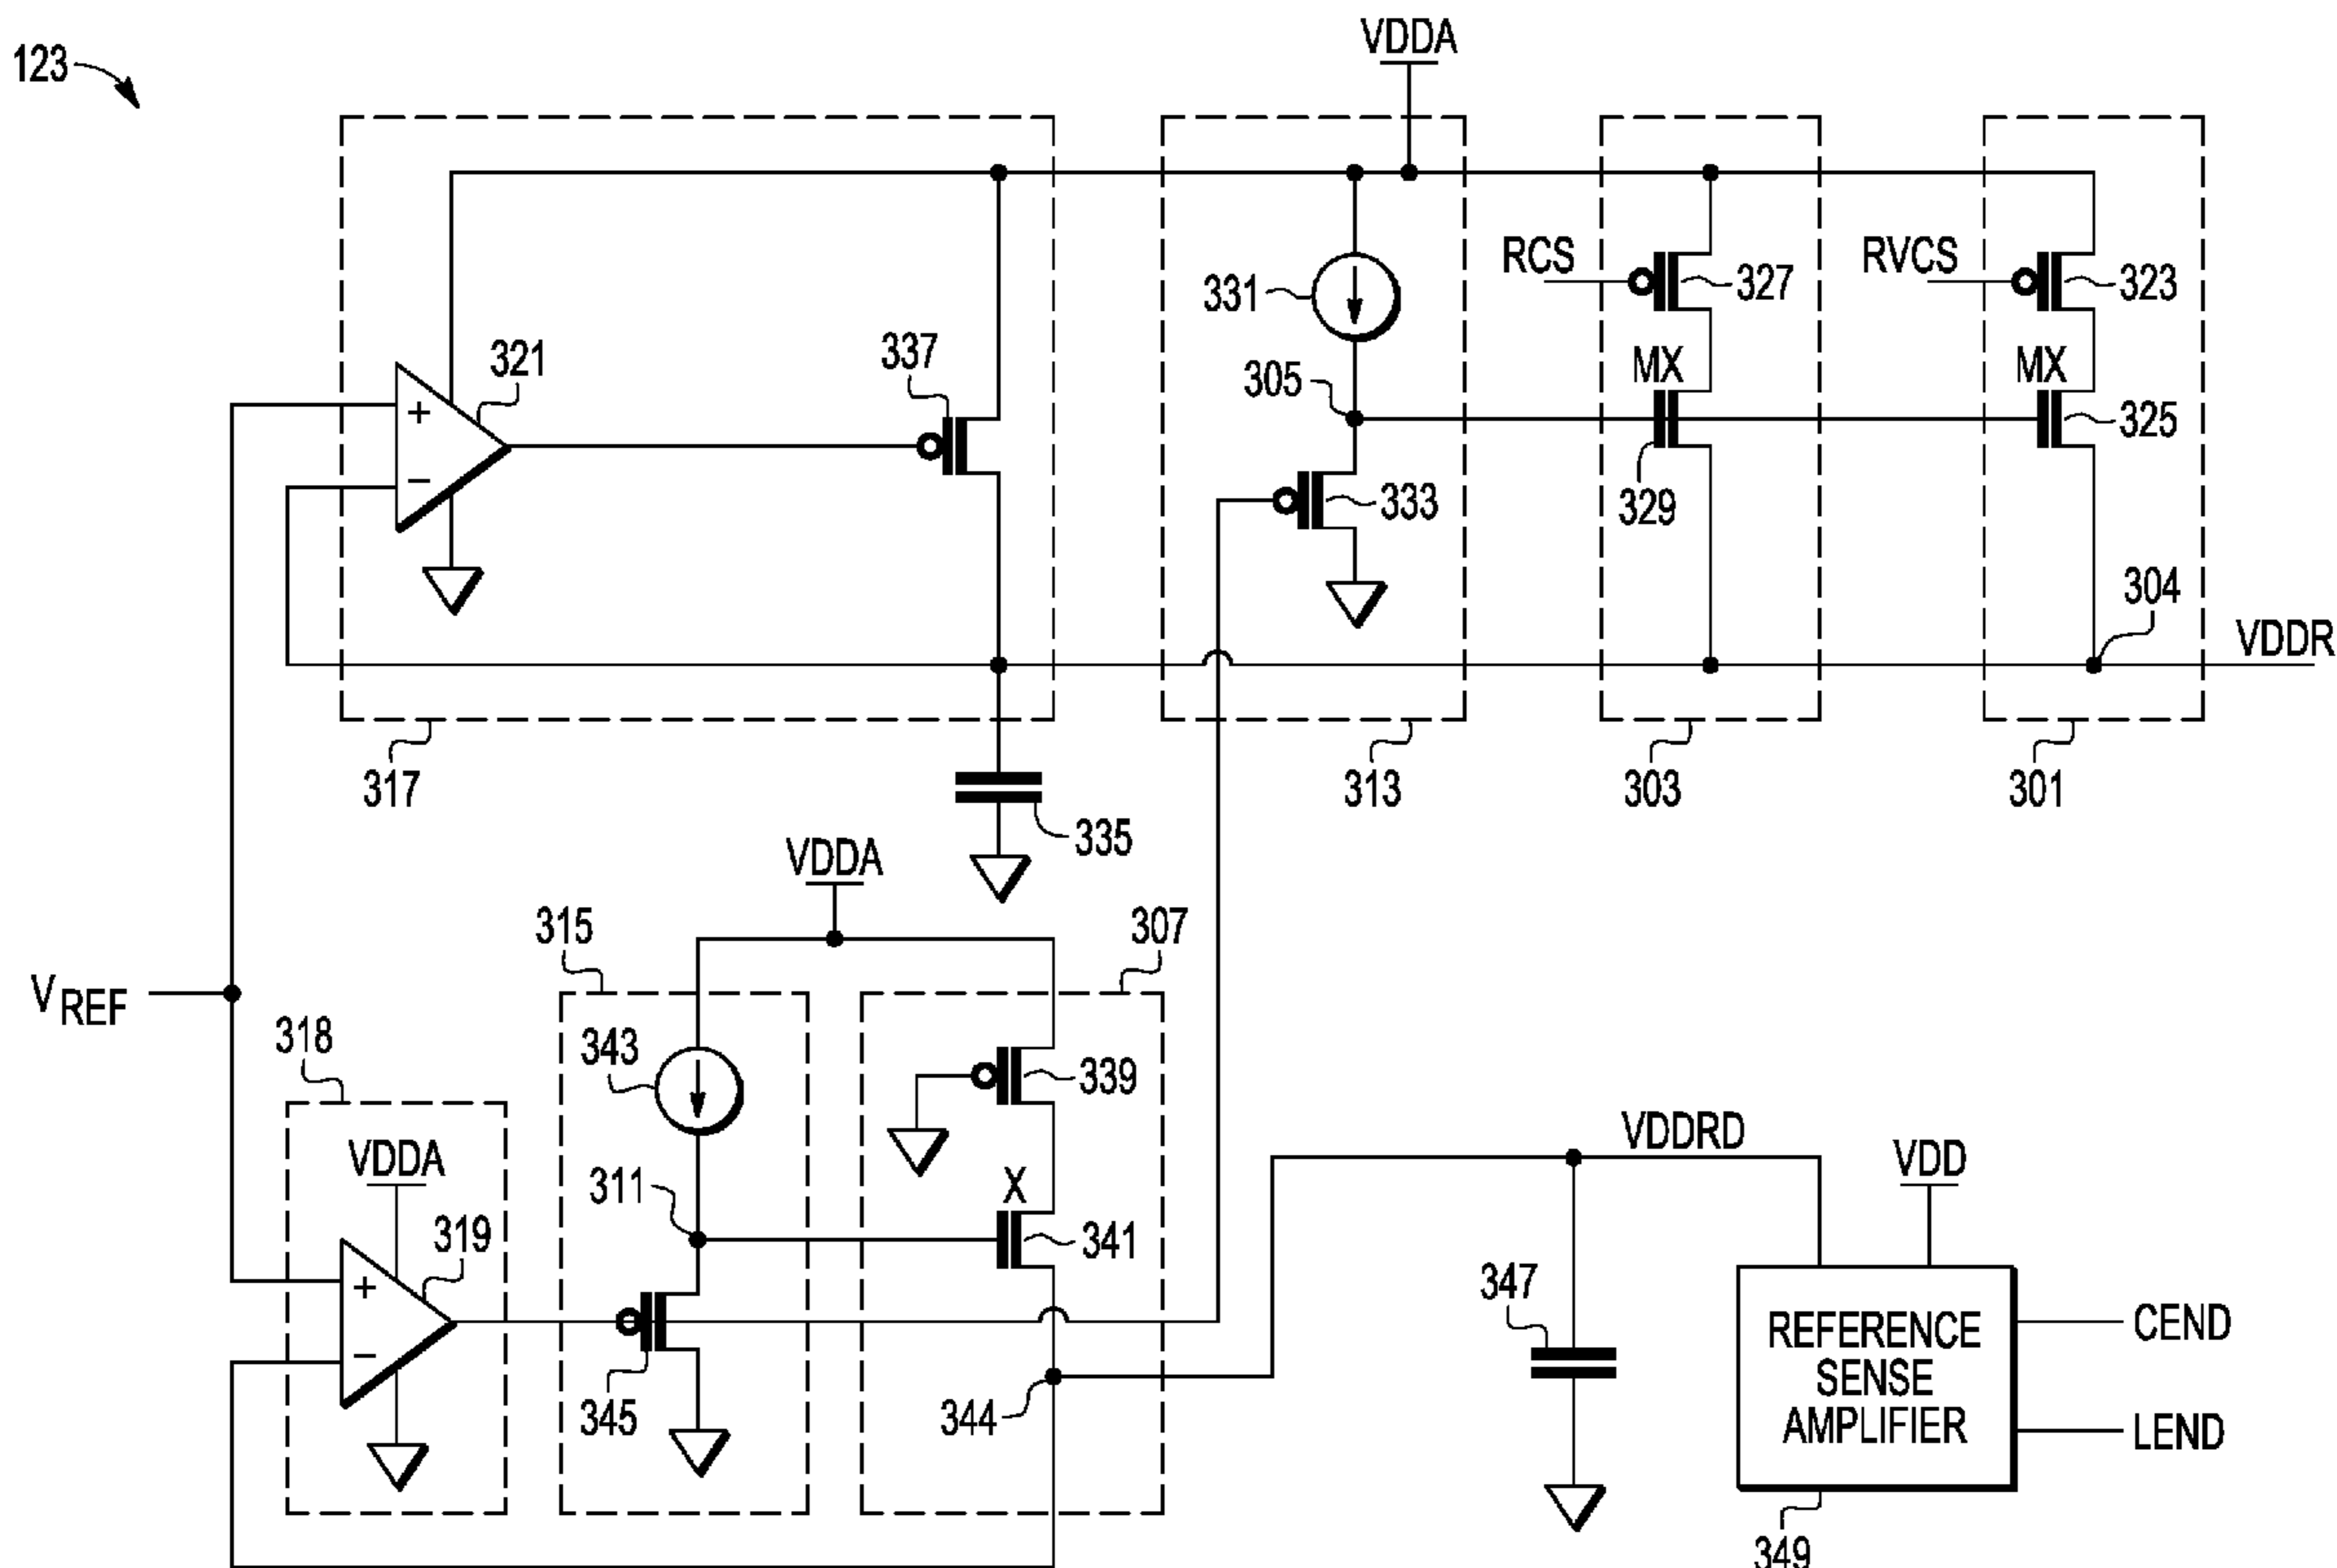 123
VDDA
RCS
327
RVCS
323
331
321
337
305
MX
MX
+
−
329
325
333
304
VDDR
317
313
303
301
335
VDDA
315
307
VREF
318
343
339
VDDRD
VDD
VDDA
X
311
319
341
+
−
347
REFERENCE
SENSE
AMPLIFIER
CEND
LEND
345
344
349